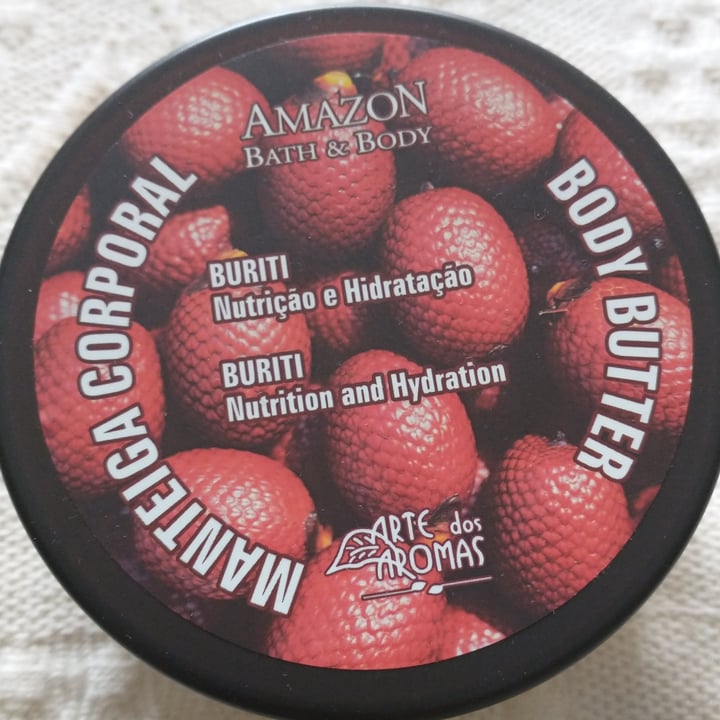 AMAZON
BATH & BODY
MANTEIGA CORPORAL
BODY BUTTER
BURITI
Nutrição e Hidratação
BURITI
Nutrition and Hydration
ARTE dos
AROMAS